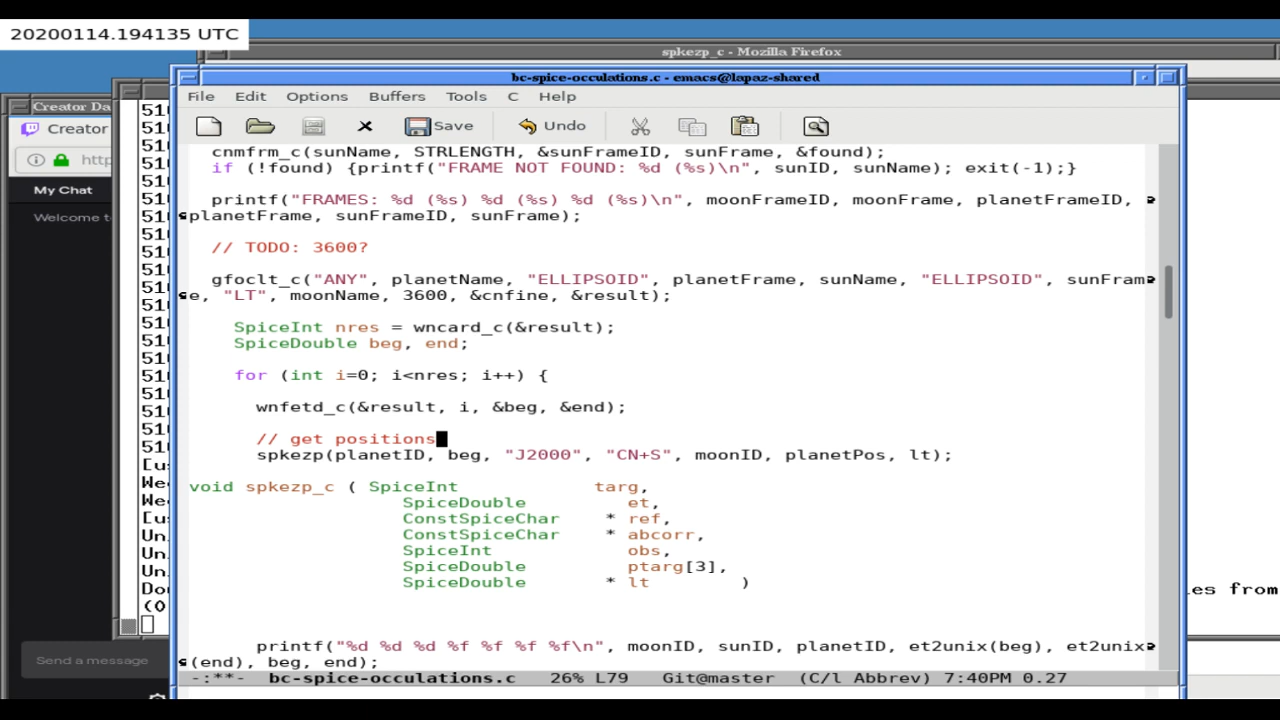 20200114.194135 UTC
spkezp_c - Mozilla Firefox
bc-spice-occulations.c - emacs@lapaz-shared
Creator Da
File Edit Options Buffers Tools C Help
Creator
Save Undo
http
My Chat
Welcome to
cnmfrm_c(sunName, STRLENGTH, &sunFrameID, sunFrame, &found);
if (!found) {printf("FRAME NOT FOUND: %d (%s)\n", sunID, sunName); exit(-1);}
printf("FRAMES: %d (%s) %d (%s) %d (%s)\n", moonFrameID, moonFrame, planetFrameID,
planetFrame, sunFrameID, sunFrame);
// TODO: 3600?
gfoclt_c("ANY", planetName, "ELLIPSOID", planetFrame, sunName, "ELLIPSOID", sunFram
e, "LT", moonName, 3600, &cnfine, &result);
SpiceInt nres = wncard_c(&result);
SpiceDouble beg, end;
for (int i=0; i<nres; i++) {
wnfetd_c(&result, i, &beg, &end);
// get positions
spkezp(planetID, beg, "J2000", "CN+S", moonID, planetPos, lt);
void spkezp_c ( SpiceInt targ,
SpiceDouble et,
ConstSpiceChar * ref,
ConstSpiceChar * abcorr,
SpiceInt obs,
SpiceDouble ptarg[3],
SpiceDouble * lt )
printf("%d %d %d %f %f %f %f\n", moonID, sunID, planetID, et2unix(beg), et2unix
(end), beg, end);
-:**- bc-spice-occulations.c 26% L79 Git@master (C/l Abbrev) 7:40PM 0.27
Send a message
es from